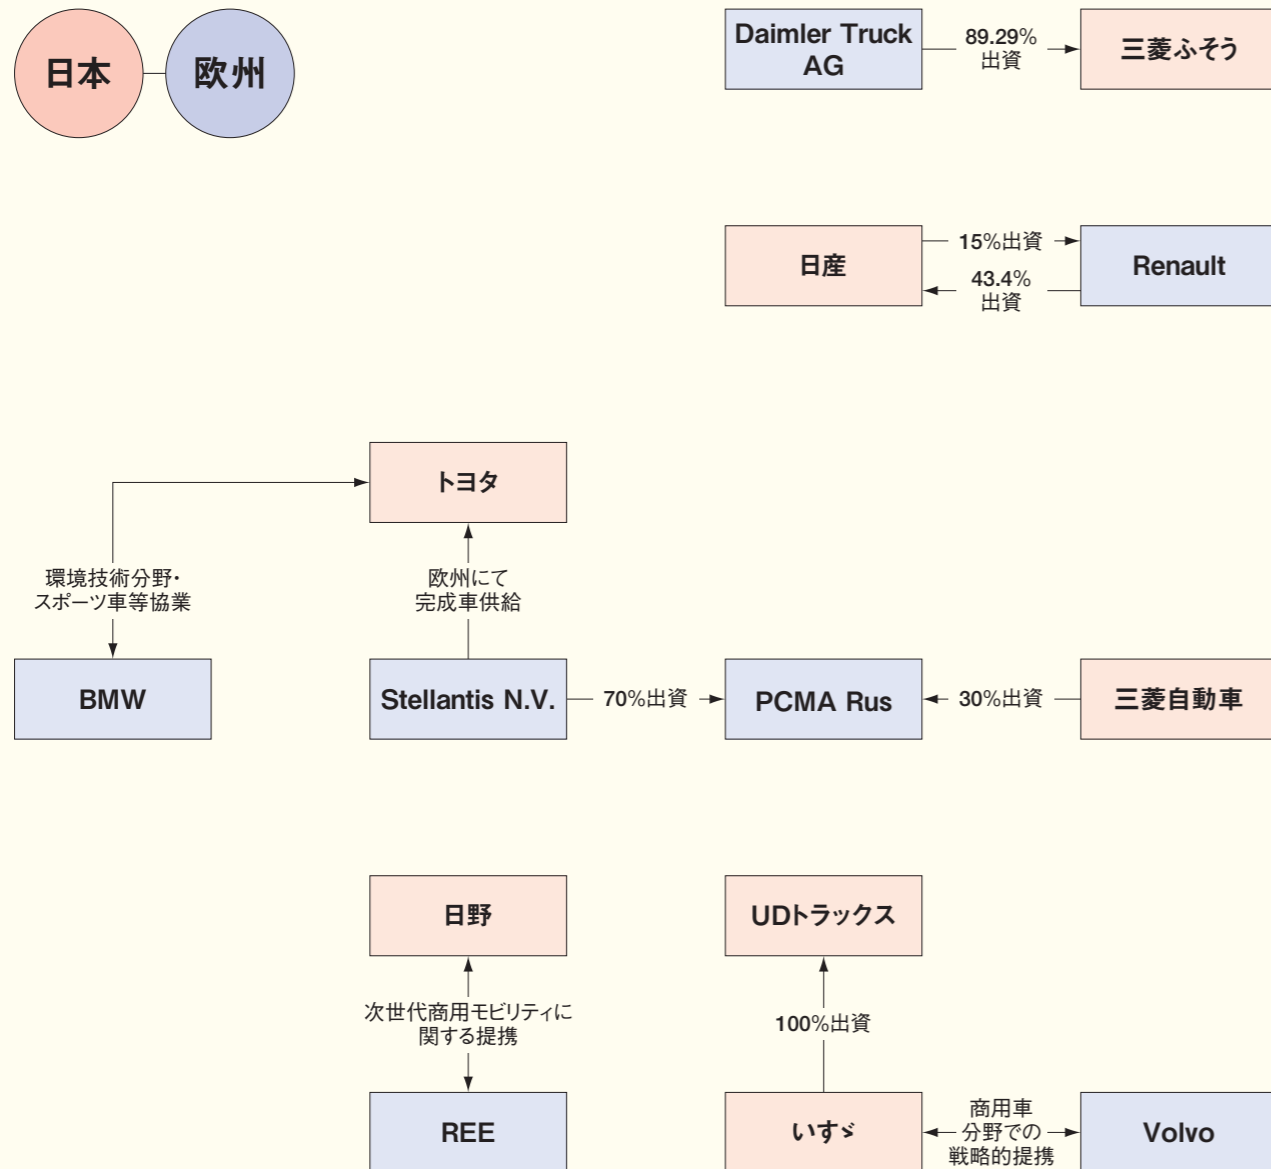 日本
欧州
Daimler Truck
AG
89.29%
出資
三菱ふそう
日産
15%出資
43.4%
出資
Renault
トヨタ
環境技術分野・
スポーツ車等協業
欧州にて
完成車供給
BMW
Stellantis N.V.
70%出資
PCMA Rus
30%出資
三菱自動車
日野
UDトラックス
次世代商用モビリティに
関する提携
100%出資
REE
いすゞ
商用車
分野での
戦略的提携
Volvo